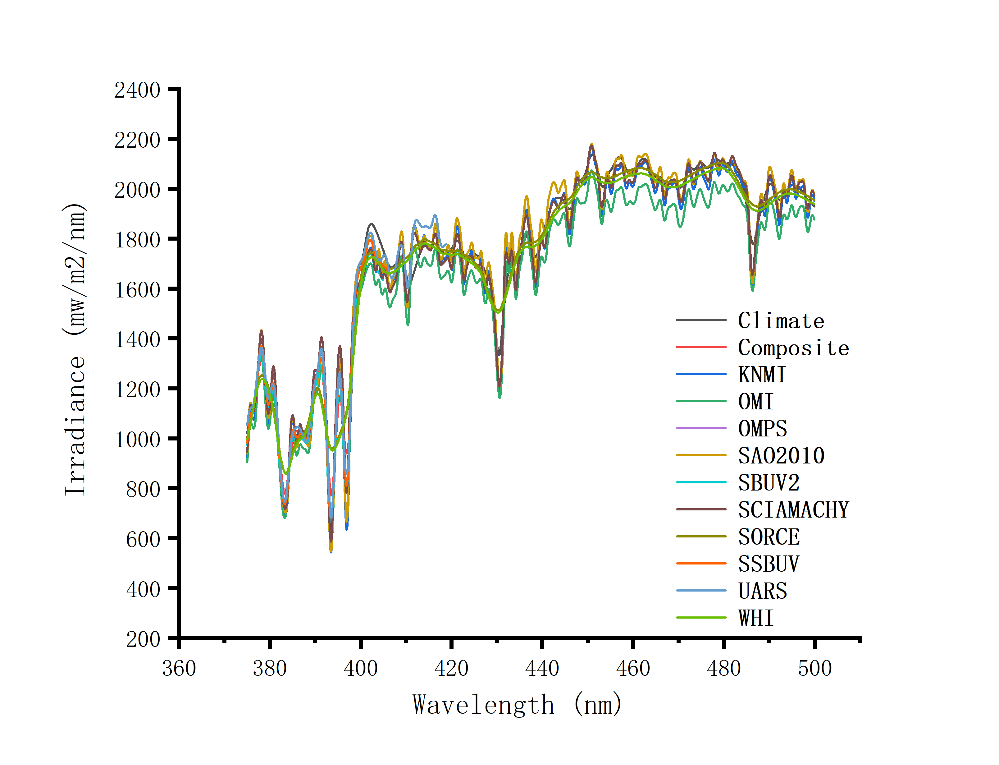 2400
2200
2000
1800
1600
1400
1200
1000
800
600
400
200
Irradiance (mw/m2/nm)
Climate
Composite
KNMI
OMI
OMPS
SAO2010
SBUV2
SCIAMACHY
SORCE
SSBUV
UARS
WHI
360 380 400 420 440 460 480 500
Wavelength (nm)